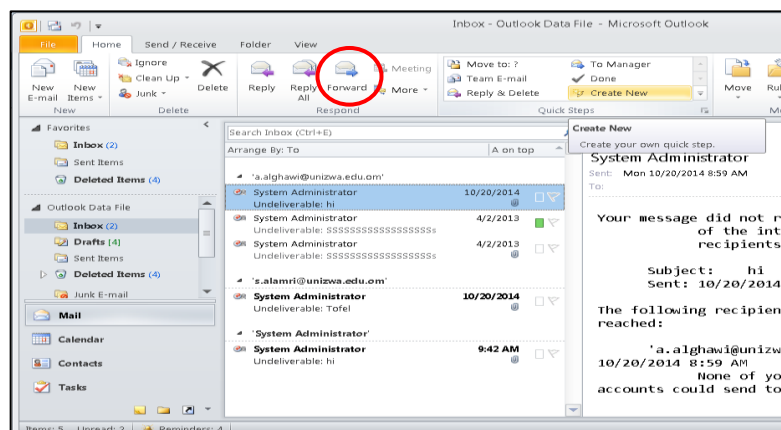 Inbox - Outlook Data File - Microsoft Outlook
File Home Send / Receive Folder View
New E-mail
New Items
New
Ignore
Clean Up
Junk
Delete
Delete
Reply
Reply All
Forward
Meeting
More
Respond
Move to: ?
Team E-mail
Reply & Delete
To Manager
Done
Create New
Quick Steps
Move
Create New
Create your own quick step.
Favorites
Inbox (2)
Sent Items
Deleted Items (4)
Outlook Data File
Inbox (2)
Drafts [4]
Sent Items
Deleted Items (4)
Junk E-mail
Mail
Calendar
Contacts
Tasks
Search Inbox (Ctrl+E)
Arrange By: To A on top
'a.alghawi@unizwa.edu.om'
System Administrator 10/20/2014
Undeliverable: hi
System Administrator 4/2/2013
Undeliverable: SSSSSSSSSSSSSSSSSSs
System Administrator 4/2/2013
Undeliverable: SSSSSSSSSSSSSSSSSSs
's.alamri@unizwa.edu.om'
System Administrator 10/20/2014
Undeliverable: Tofel
'System Administrator'
System Administrator 9:42 AM
Undeliverable: hi
System Administrator
Sent: Mon 10/20/2014 8:59 AM
To:
Your message did not r
of the int
recipients
Subject: hi
Sent: 10/20/2014
The following recipien
reached:
'a.alghawi@unizw
10/20/2014 8:59 AM
None of yo
accounts could send to
Items: 5 Unread: 2 Reminders: 4